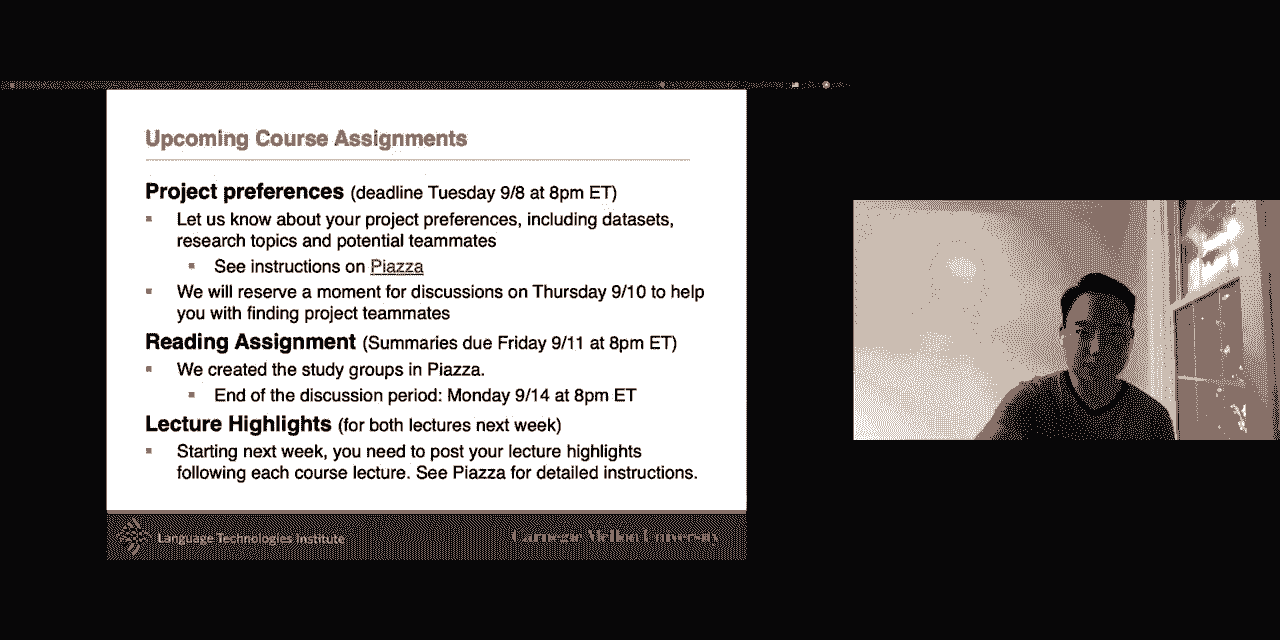 Upcoming Course Assignments
Project preferences (deadline Tuesday 9/8 at 8pm ET)
Let us know about your project preferences, including datasets,
research topics and potential teammates
See instructions on Piazza
We will reserve a moment for discussions on Thursday 9/10 to help
you with finding project teammates
Reading Assignment (Summaries due Friday 9/11 at 8pm ET)
We created the study groups in Piazza.
End of the discussion period: Monday 9/14 at 8pm ET
Lecture Highlights (for both lectures next week)
Starting next week, you need to post your lecture highlights
following each course lecture. See Piazza for detailed instructions.
Language Technologies Institute
Carnegie Mellon University